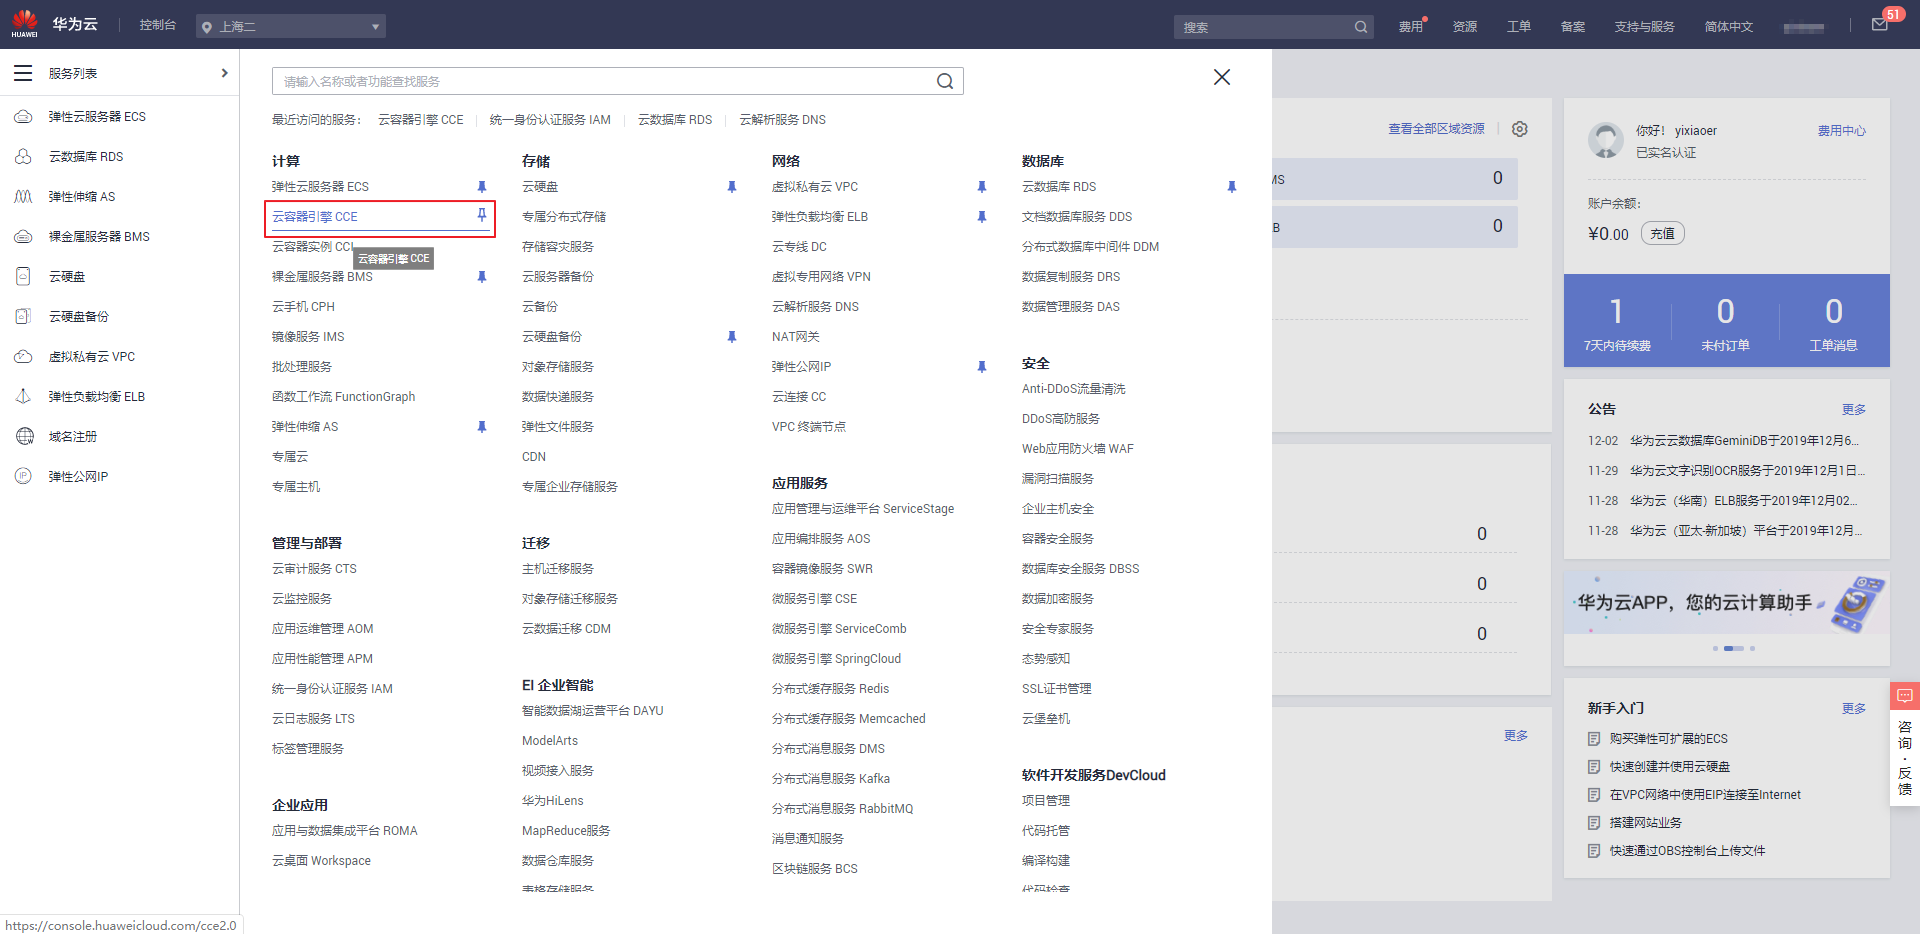 HUAWEI
华为云
控制台
上海二
搜索
费用
资源
工单
备案
支持与服务
简体中文
51
服务列表
弹性云服务器 ECS
云数据库 RDS
弹性伸缩 AS
裸金属服务器 BMS
云硬盘
云硬盘备份
虚拟私有云 VPC
弹性负载均衡 ELB
域名注册
弹性公网IP
请输入名称或者功能查找服务
最近访问的服务： 云容器引擎 CCE 统一身份认证服务 IAM 云数据库 RDS 云解析服务 DNS
计算
弹性云服务器 ECS
云容器引擎 CCE
云容器实例 CCI
云容器引擎 CCE
裸金属服务器 BMS
云手机 CPH
镜像服务 IMS
批处理服务
函数工作流 FunctionGraph
弹性伸缩 AS
专属云
专属主机
管理与部署
云审计服务 CTS
云监控服务
应用运维管理 AOM
应用性能管理 APM
统一身份认证服务 IAM
云日志服务 LTS
标签管理服务
企业应用
应用与数据集成平台 ROMA
云桌面 Workspace
存储
云硬盘
专属分布式存储
存储容灾服务
云服务器备份
云备份
云硬盘备份
对象存储服务
数据快递服务
弹性文件服务
CDN
专属企业存储服务
迁移
主机迁移服务
对象存储迁移服务
云数据迁移 CDM
EI 企业智能
智能数据湖运营平台 DAYU
ModelArts
视频接入服务
华为HiLens
MapReduce服务
数据仓库服务
表格存储服务
网络
虚拟私有云 VPC
弹性负载均衡 ELB
云专线 DC
虚拟专用网络 VPN
云解析服务 DNS
NAT网关
弹性公网IP
云连接 CC
VPC 终端节点
应用服务
应用管理与运维平台 ServiceStage
应用编排服务 AOS
容器镜像服务 SWR
微服务引擎 CSE
微服务引擎 ServiceComb
微服务引擎 SpringCloud
分布式缓存服务 Redis
分布式缓存服务 Memcached
分布式消息服务 DMS
分布式消息服务 Kafka
分布式消息服务 RabbitMQ
消息通知服务
区块链服务 BCS
数据库
云数据库 RDS
文档数据库服务 DDS
分布式数据库中间件 DDM
数据复制服务 DRS
数据管理服务 DAS
安全
Anti-DDoS流量清洗
DDoS高防服务
Web应用防火墙 WAF
漏洞扫描服务
企业主机安全
容器安全服务
数据库安全服务 DBSS
数据加密服务
安全专家服务
态势感知
SSL证书管理
云堡垒机
软件开发服务DevCloud
项目管理
代码托管
编译构建
代码检查
查看全部区域资源
MS 0
B 0
0
0
0
更多
你好！ yixiaoer
费用中心
已实名认证
账户余额：
¥0.00 充值
1 0 0
7天内待续费 未付订单 工单消息
公告 更多
12-02 华为云云数据库GeminiDB于2019年12月6...
11-29 华为云文字识别OCR服务于2019年12月1日...
11-28 华为云（华南）ELB服务于2019年12月02...
11-28 华为云（亚太-新加坡）平台于2019年12月...
华为云APP，您的云计算助手
新手入门 更多
购买弹性可扩展的ECS
快速创建并使用云硬盘
在VPC网络中使用EIP连接至Internet
搭建网站业务
快速通过OBS控制台上传文件
咨询·反馈
https://console.huaweicloud.com/cce2.0